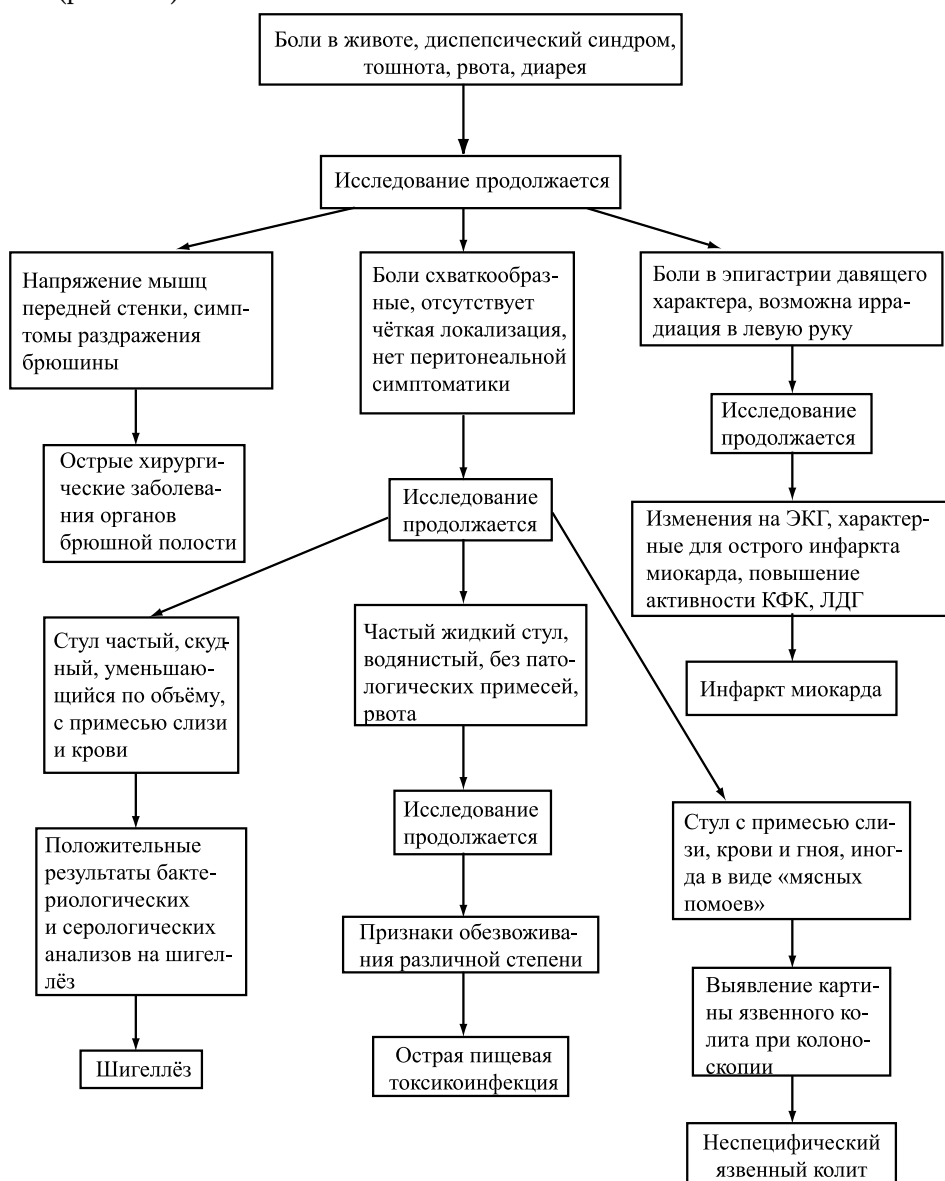 Боли в животе, диспепсический синдром,
тошнота, рвота, диарея
Исследование продолжается
Напряжение мышц
передней стенки, симп-
томы раздражения
брюшины
Боли схваткообраз-
ные, отсутствует
чёткая локализация,
нет перитонеальной
симптоматики
Боли в эпигастрии давящего
характера, возможна ирра-
диация в левую руку
Острые хирурги-
ческие заболева-
ния органов
брюшной полости
Исследование
продолжается
Исследование
продолжается
Изменения на ЭКГ, характер-
ные для острого инфаркта
миокарда, повышение
активности КФК, ЛДГ
Инфаркт миокарда
Стул частый, скуд-
ный, уменьшаю-
щийся по объёму,
с примесью слизи
и крови
Частый жидкий стул,
водянистый, без пато-
логических примесей,
рвота
Стул с примесью сли-
зи, крови и гноя, иног-
да в виде «мясных
помоев»
Положительные
результаты бакте-
риологических
и серологических
анализов на шигел-
лёз
Исследование
продолжается
Признаки обезвожива-
ния различной степени
Выявление карти-
ны язвенного ко-
лита при колоно-
скопии
Шигеллёз
Острая пищевая
токсикоинфекция
Неспецифический
язвенный колит